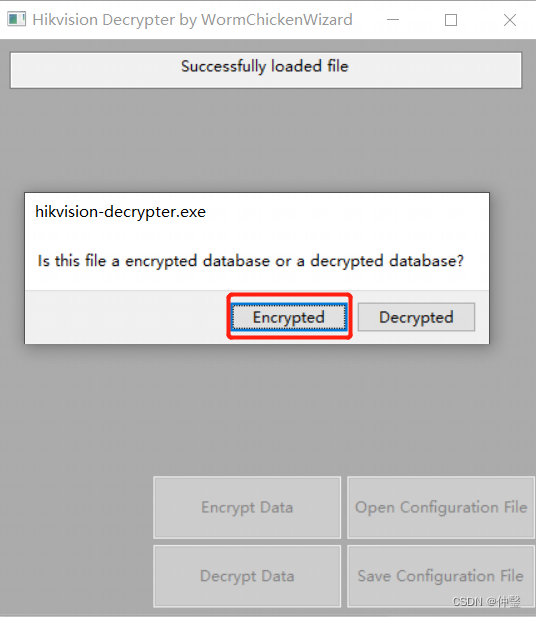 Hikvision Decrypter by WormChickenWizard
Successfully loaded file
hikvision-decrypter.exe
Is this file a encrypted database or a decrypted database?
Encrypted
Decrypted
Encrypt Data
Open Configuration File
Decrypt Data
Save Configuration File
CSDN @仲瑿